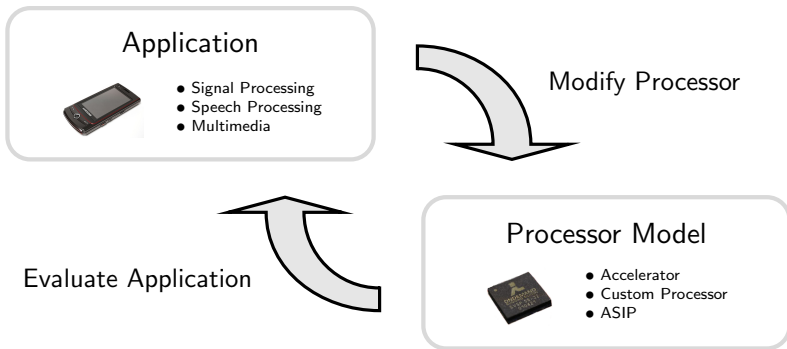 Application
• Signal Processing
• Speech Processing
• Multimedia
Modify Processor
Processor Model
• Accelerator
• Custom Processor
• ASIP
Evaluate Application